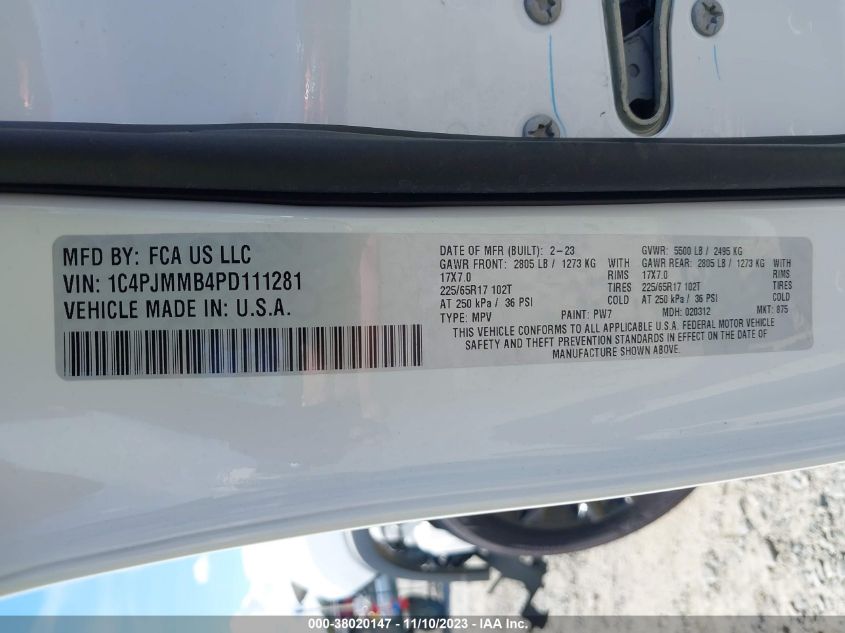 MFD BY: FCA US LLC
VIN: 1C4PJMMB4PD111281
VEHICLE MADE IN: U.S.A.
DATE OF MFR (BUILT): 2-23 GVWR: 5500 LB / 2495 KG
GAWR FRONT: 2805 LB / 1273 KG WITH GAWR REAR: 2805 LB / 1273 KG WITH
17X7.0 RIMS 17X7.0 RIMS
225/65R17 102T TIRES 225/65R17 102T TIRES
AT 250 kPa / 36 PSI COLD AT 250 kPa / 36 PSI COLD
TYPE: MPV PAINT: PW7 MDH: 020312 MKT: 875
THIS VEHICLE CONFORMS TO ALL APPLICABLE U.S.A. FEDERAL MOTOR VEHICLE
SAFETY AND THEFT PREVENTION STANDARDS IN EFFECT ON THE DATE OF
MANUFACTURE SHOWN ABOVE.
000-38020147 - 11/10/2023 - IAA Inc.